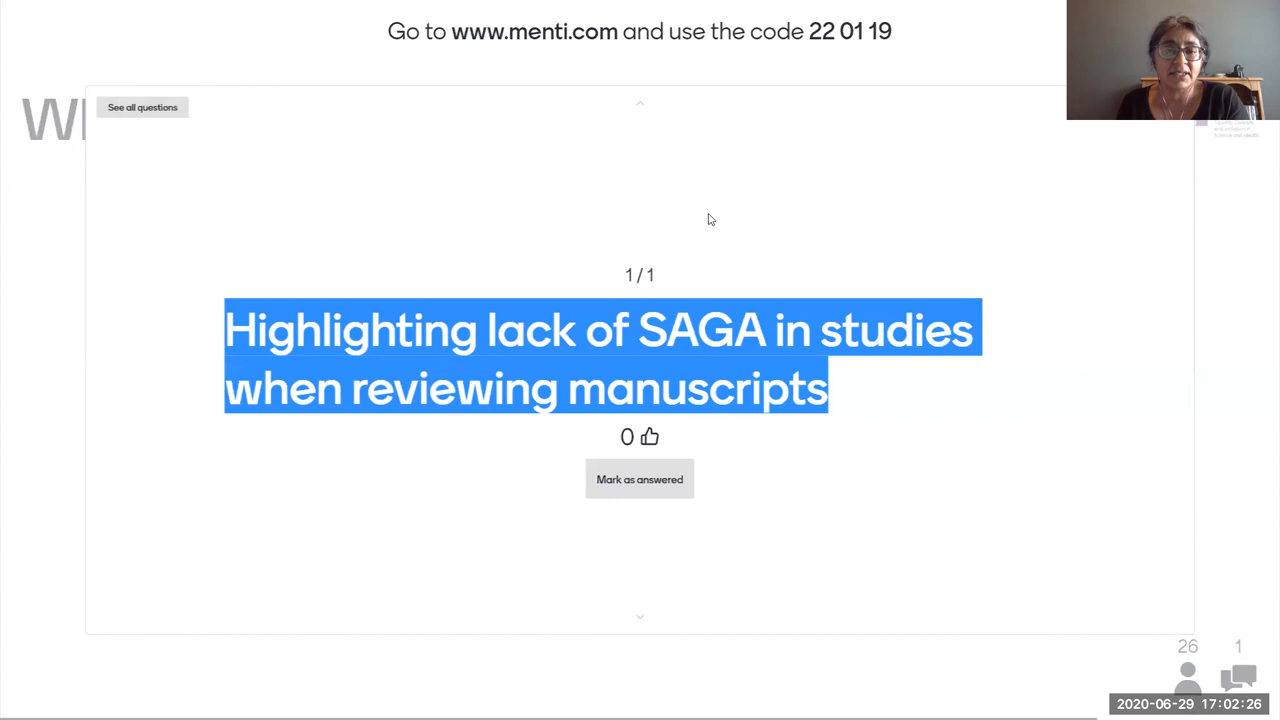 Go to www.menti.com and use the code 22 01 19
See all questions
1 / 1
Highlighting lack of SAGA in studies
when reviewing manuscripts
0
Mark as answered
26 1
2020-06-29 17:02:26